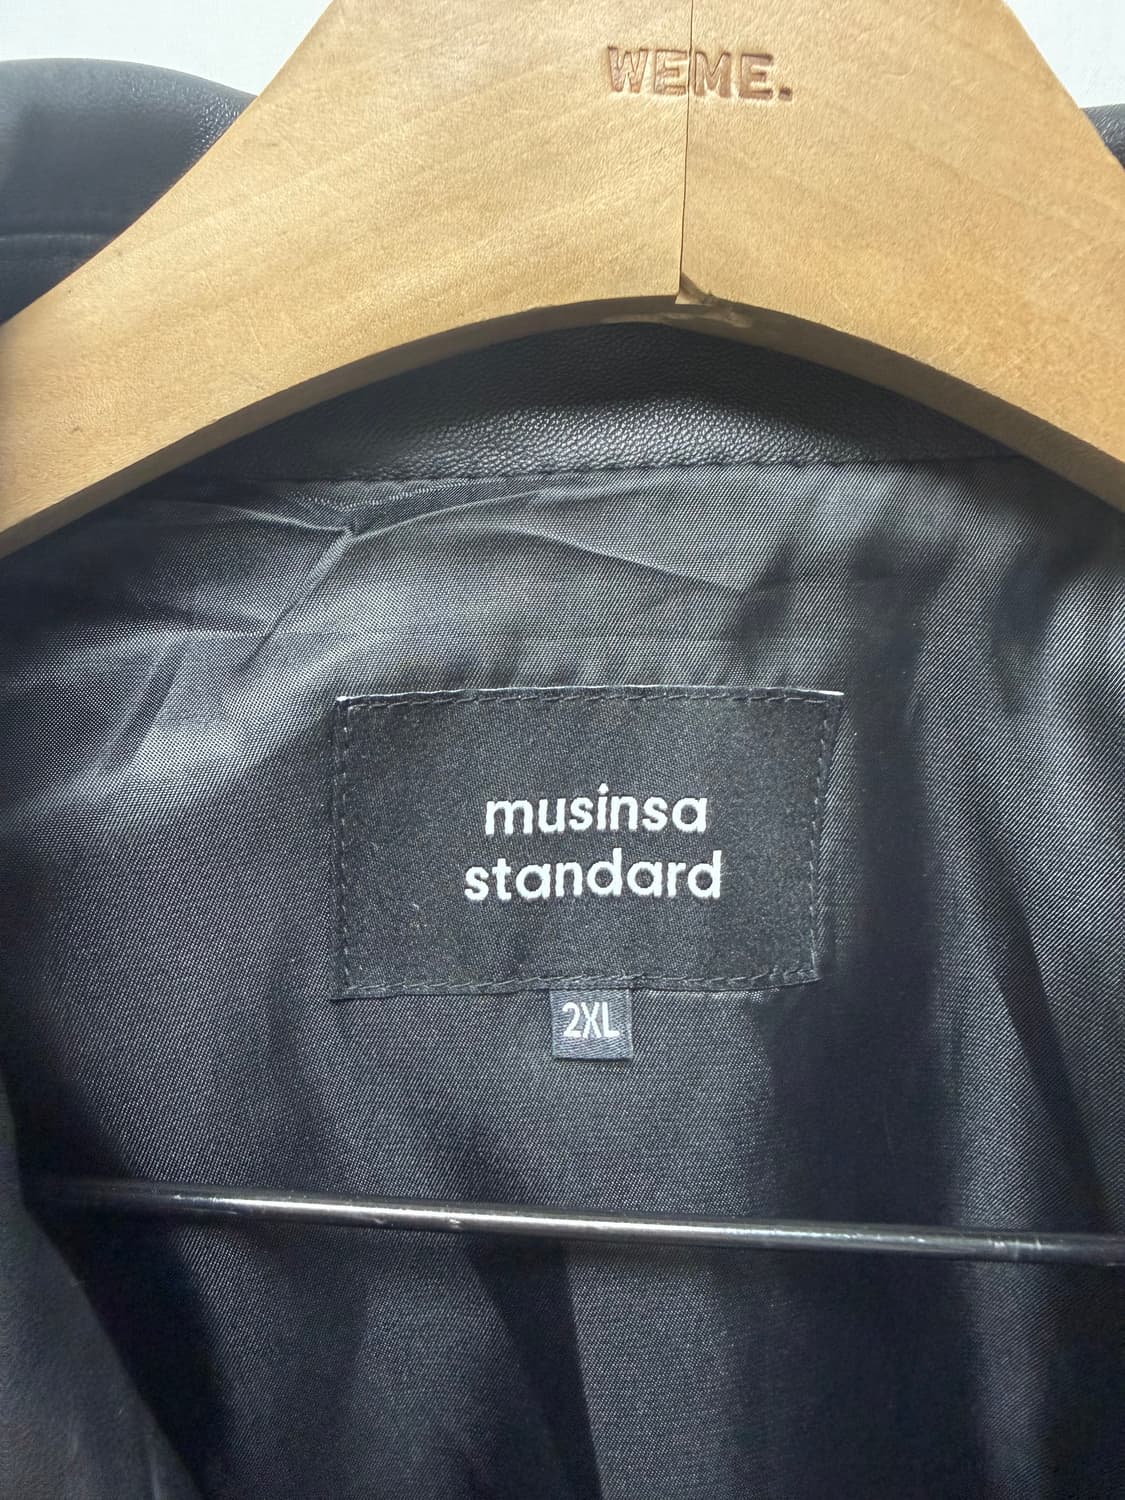 WEME.
musinsa
standard
2XL